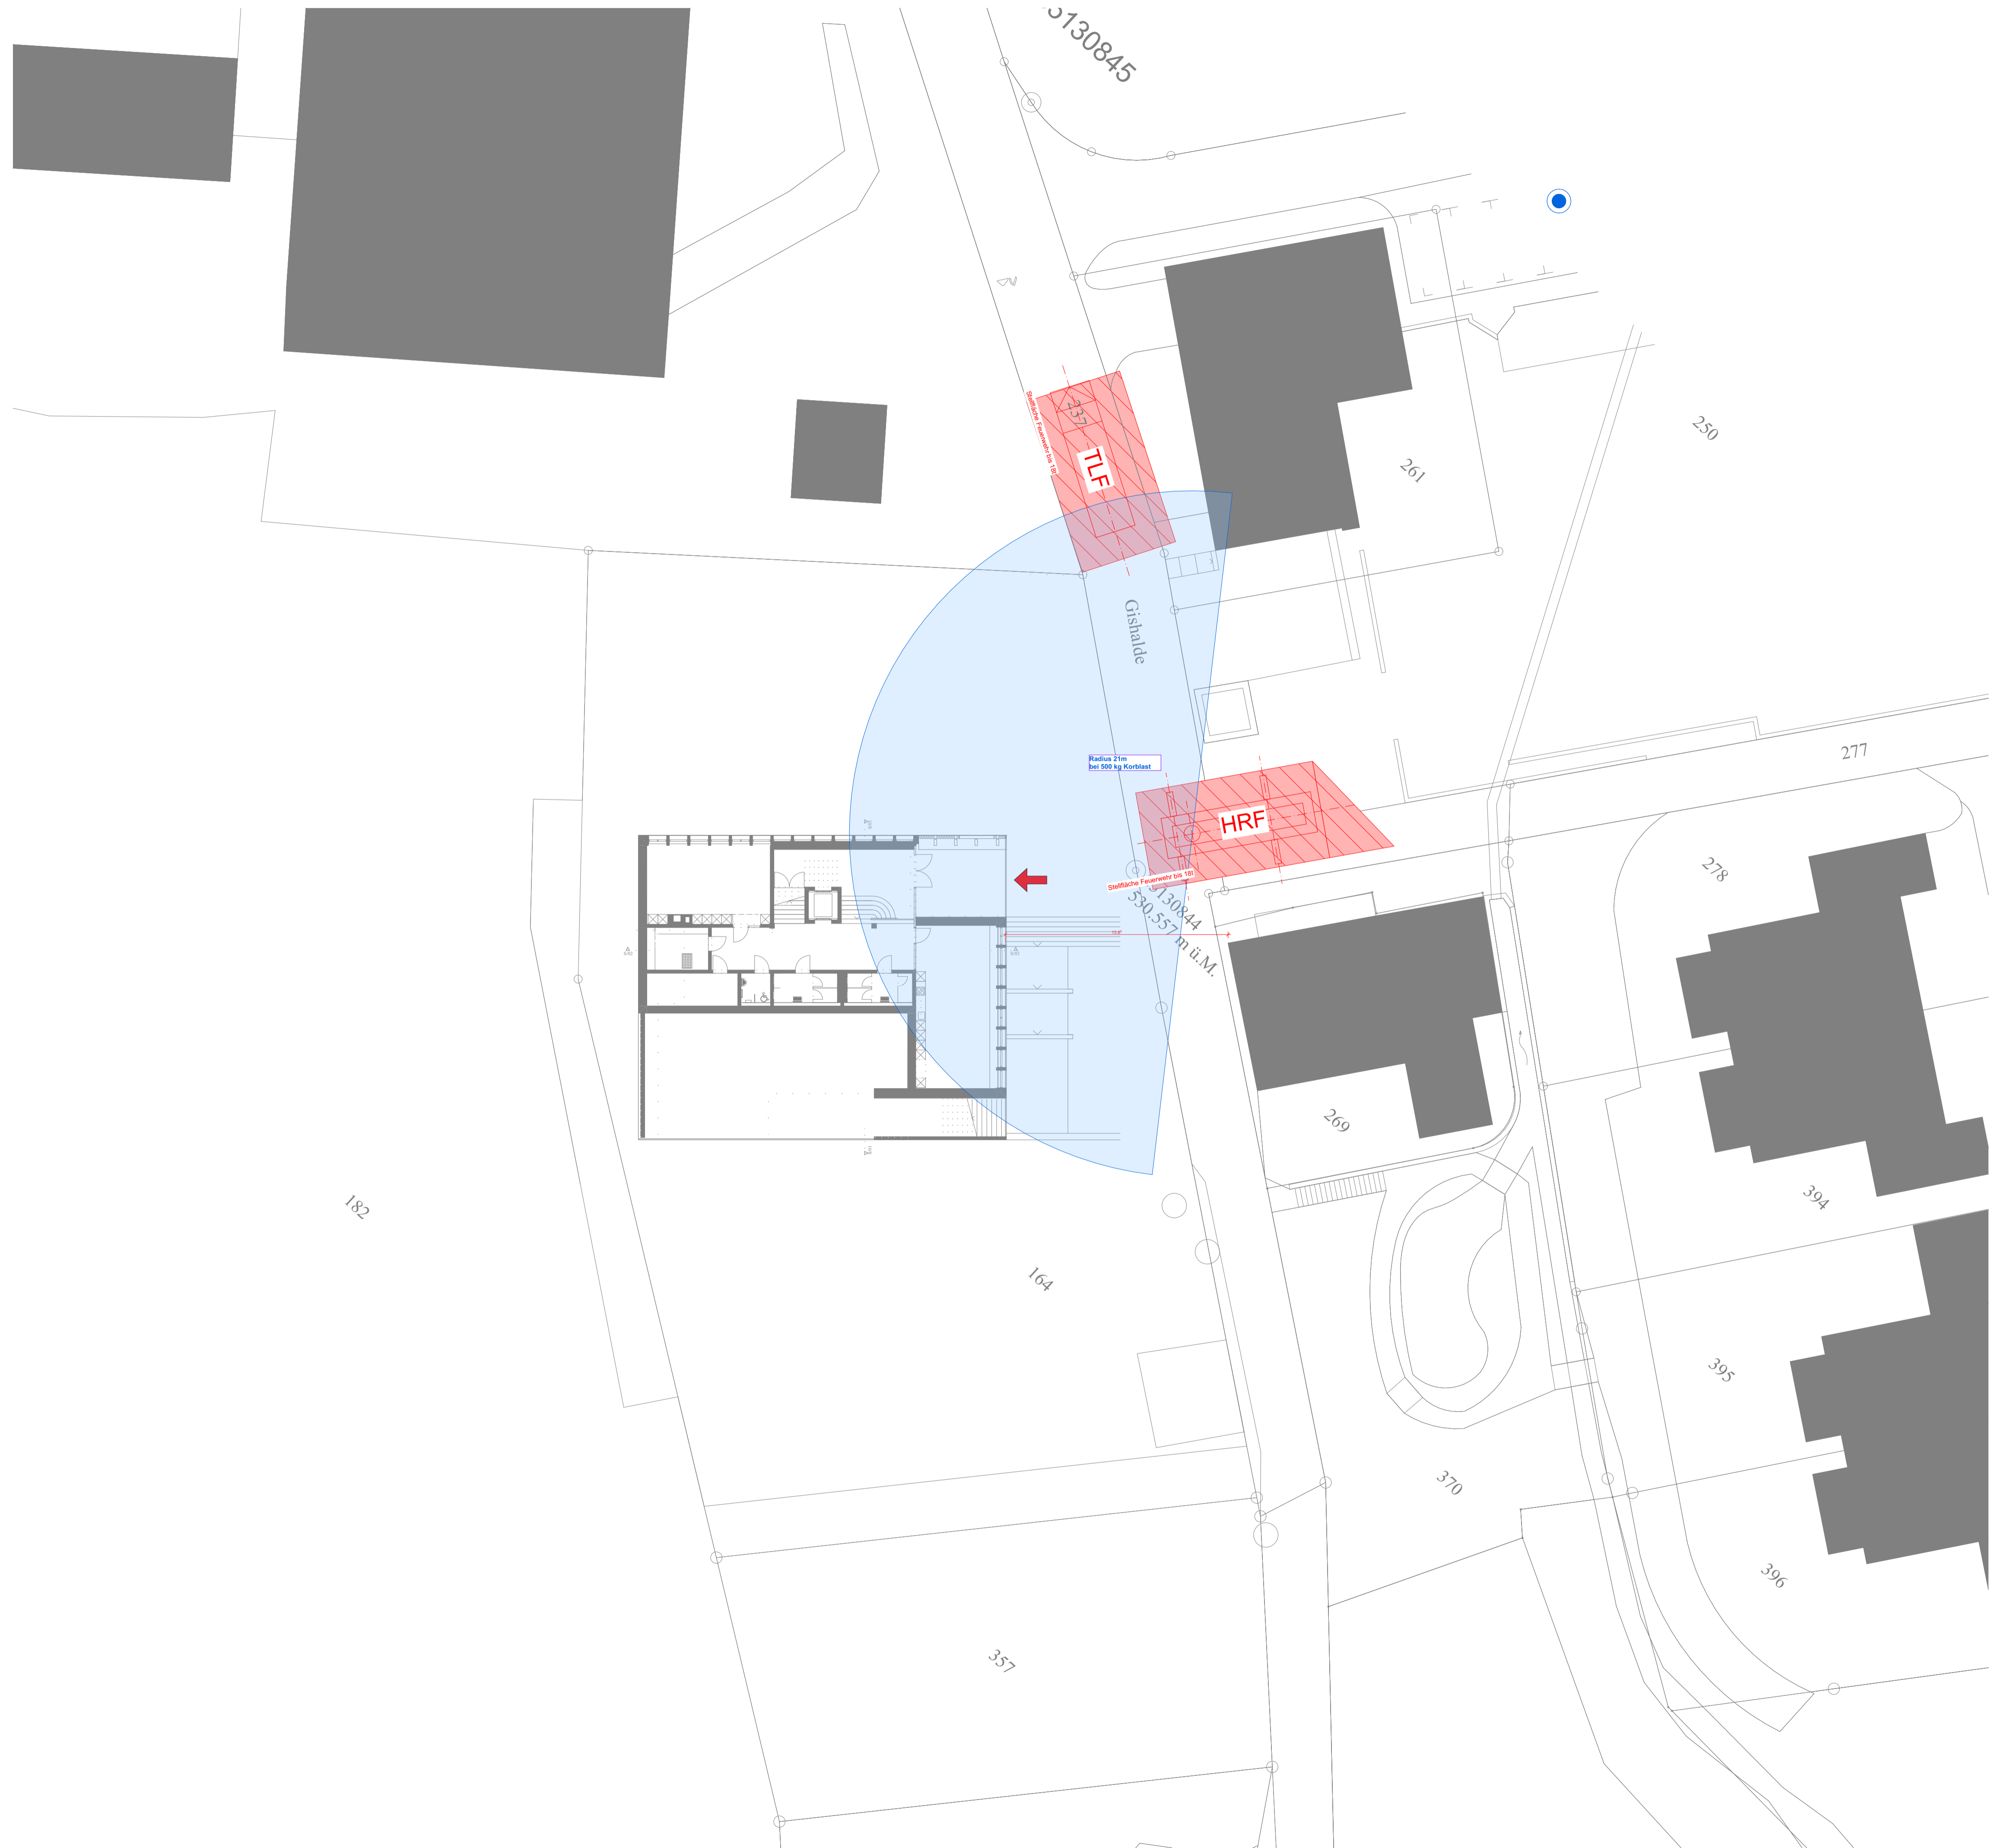 5130845
250
237
TLF
Stellfläche Feuerwehr bis 18t
261
Gishalde
277
Radius 21m
bei 500 kg Korblast
HRF
Stellfläche Feuerwehr bis 18t
5130844
530.557 m ü.M.
278
269
182
394
164
395
370
396
357